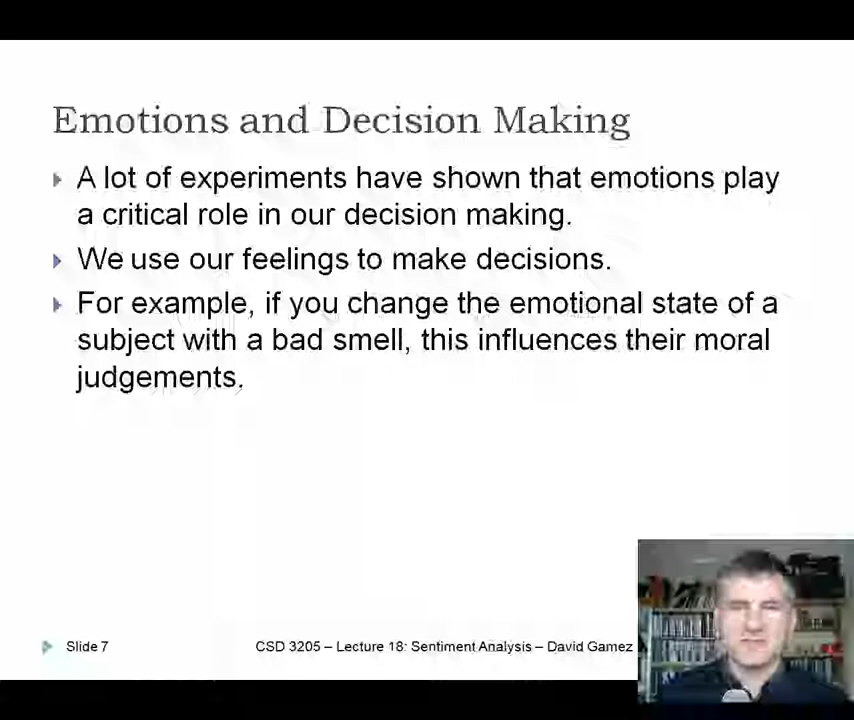 Emotions and Decision Making
A lot of experiments have shown that emotions play
a critical role in our decision making.
We use our feelings to make decisions.
For example, if you change the emotional state of a
subject with a bad smell, this influences their moral
judgements.
Slide 7
CSD 3205 – Lecture 18: Sentiment Analysis – David Gamez